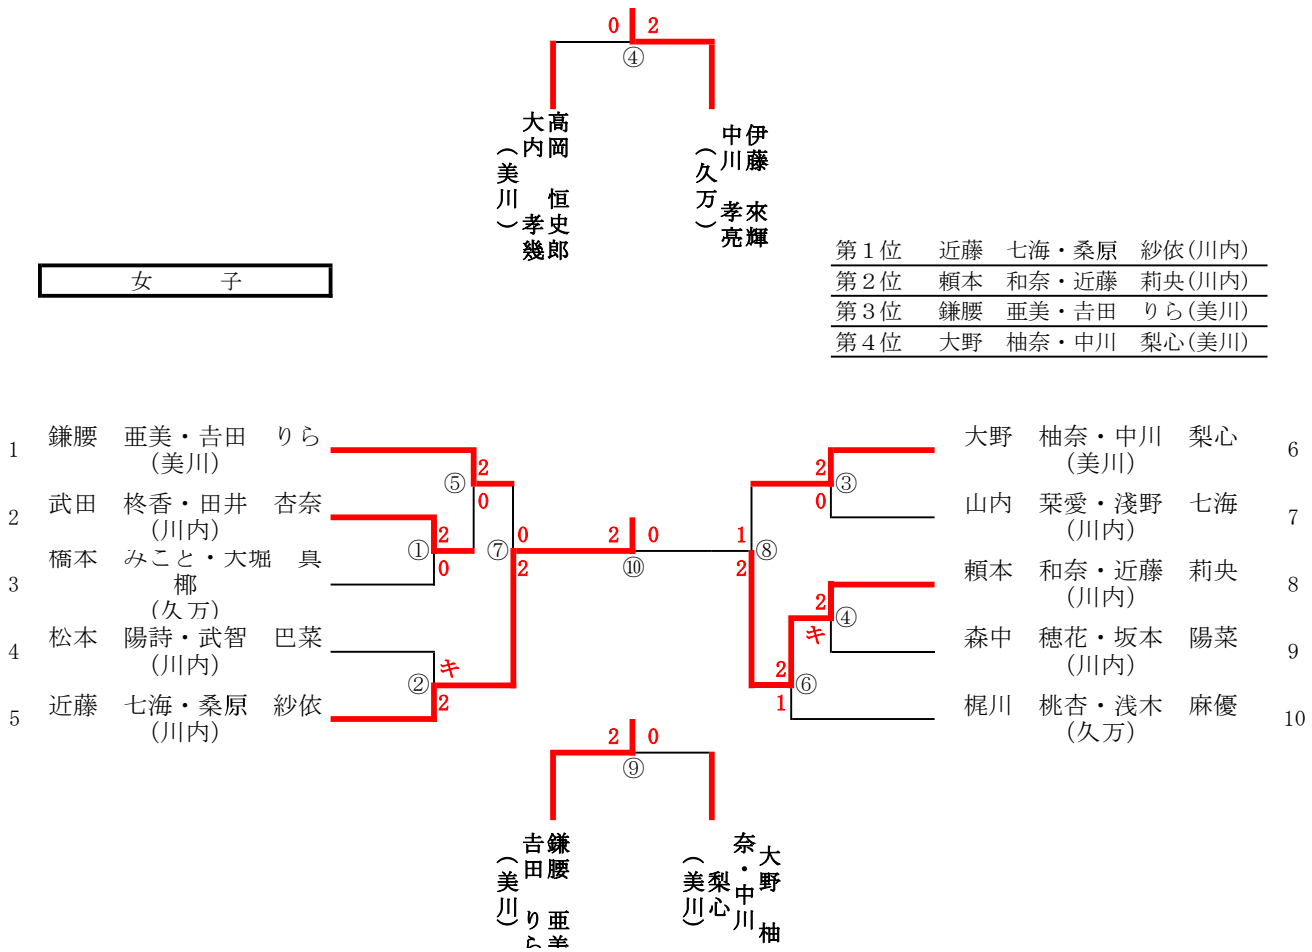 0 2
④
高岡　恒史郎
大内　孝幾
（美川）
伊藤　來輝
中川　孝亮
（久万）
女　　子
第1位　近藤　七海・桑原　紗依(川内)
第2位　頼本　和奈・近藤　莉央(川内)
第3位　鎌腰　亜美・𠮷田　りら(美川)
第4位　大野　柚奈・中川　梨心(美川)
1 鎌腰　亜美・𠮷田　りら
(美川)
2 武田　柊香・田井　杏奈
(川内)
3 橋本　みこと・大堀　真
椰
(久万)
4 松本　陽詩・武智　巴菜
(川内)
5 近藤　七海・桑原　紗依
(川内)
2
⑤
0
2
①
0
キ
②
2
0
⑦
2
2 0
⑩
1
⑧
2
2
③
0
2
④
キ
2
⑥
1
大野　柚奈・中川　梨心 6
(美川)
山内　栞愛・淺野　七海 7
(川内)
頼本　和奈・近藤　莉央 8
(川内)
森中　穂花・坂本　陽菜 9
(川内)
梶川　桃杏・浅木　麻優 10
(久万)
2 0
⑨
鎌腰　亜美
𠮷田　りら
（美川）
大野　柚
奈・中川
梨心
（美川）